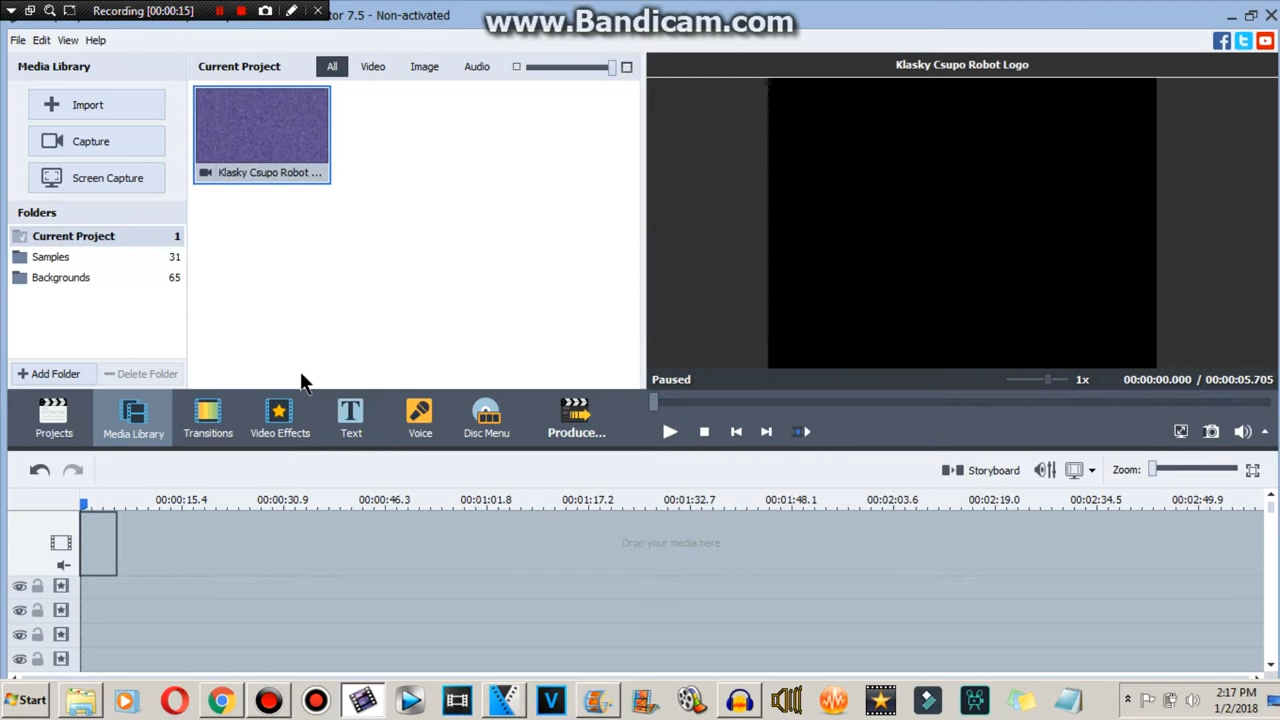 Recording [00:00:15]
tor 7.5 - Non-activated
www.Bandicam.com
File Edit View Help
Media Library
Import
Capture
Screen Capture
Folders
Current Project 1
Samples 31
Backgrounds 65
Add Folder
Delete Folder
Current Project
All Video Image Audio
Klasky Csupo Robot ...
Klasky Csupo Robot Logo
Paused
1x
00:00:00.000 / 00:00:05.705
Projects
Media Library
Transitions
Video Effects
Text
Voice
Disc Menu
Produce...
Storyboard
Zoom:
00:00:15.4 00:00:30.9 00:00:46.3 00:01:01.8 00:01:17.2 00:01:32.7 00:01:48.1 00:02:03.6 00:02:19.0 00:02:34.5 00:02:49.9
Drop your media here
Start
2:17 PM
1/2/2018